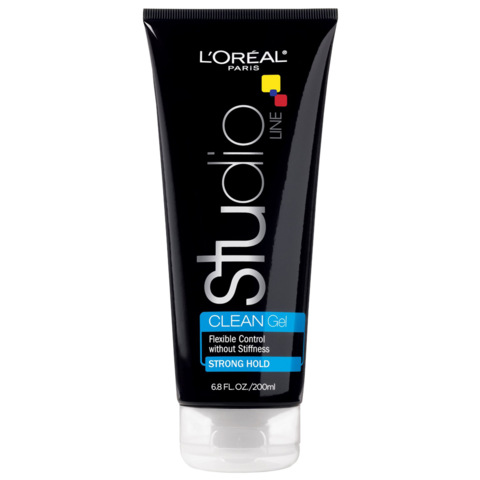 L'ORÉAL®
PARIS
studio
LINE
CLEAN Gel
Flexible Control
without Stiffness
STRONG HOLD
6.8 FL. OZ./200ml